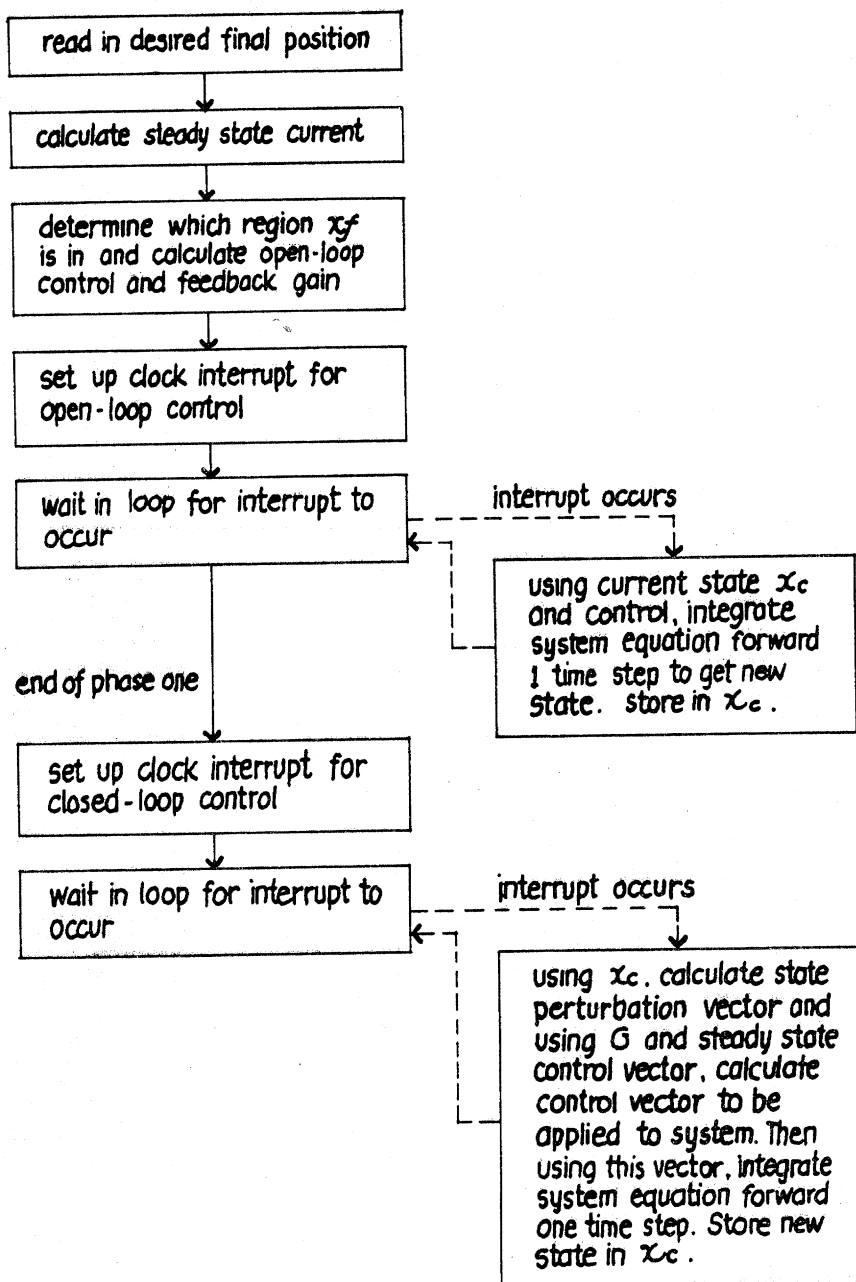 read in desired final position
calculate steady state current
determine which region xf
is in and calculate open-loop
control and feedback gain
set up clock interrupt for
open-loop control
wait in loop for interrupt to
occur
interrupt occurs
using current state xc
and control, integrate
system equation forward
1 time step to get new
state. store in xc.
end of phase one
set up clock interrupt for
closed-loop control
wait in loop for interrupt to
occur
interrupt occurs
using xc. calculate state
perturbation vector and
using G and steady state
control vector, calculate
control vector to be
applied to system. Then
using this vector, integrate
system equation forward
one time step. Store new
state in xc.